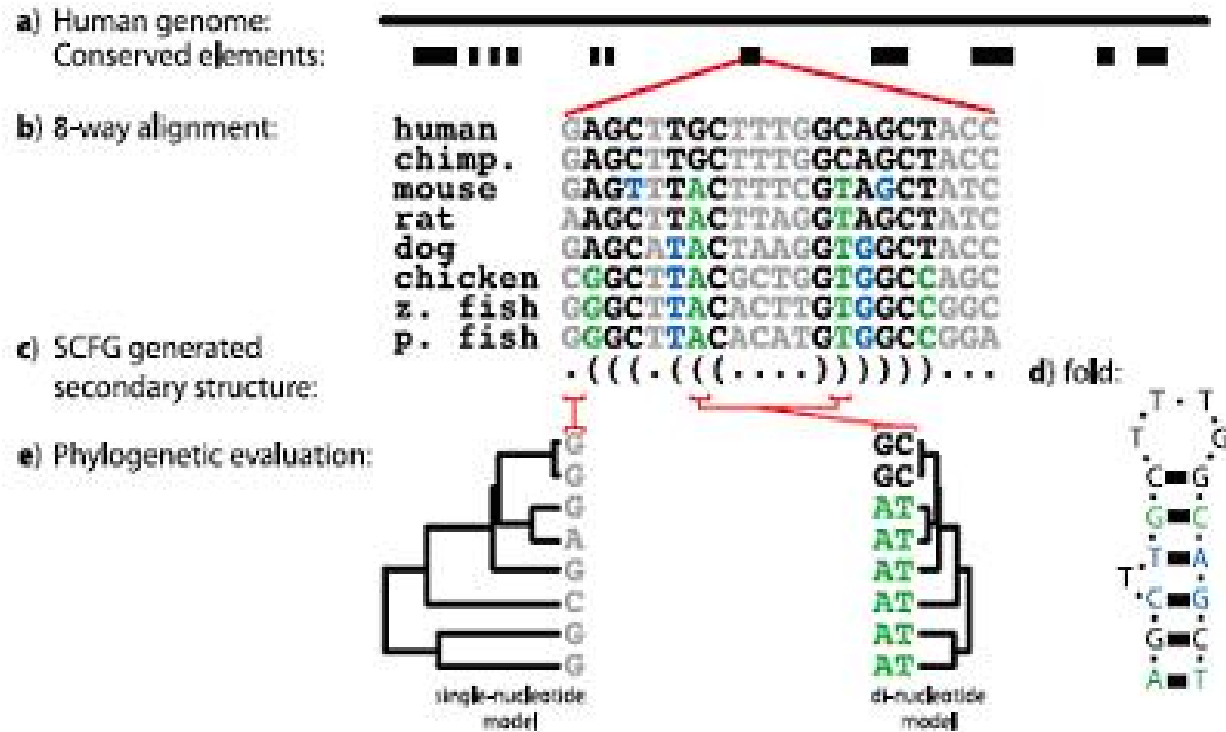 a) Human genome:
Conserved elements:
b) 8-way alignment:
human GAGCTTGCTTTGGCAGCTACC
chimp. GAGCTTGCTTTGGCAGCTACC
mouse GAGTTTACTTTCGTAGCTATC
rat AAGCTTACTTAGGTAGCTATC
dog GAGCATACTAAGGTGGCTACC
chicken CGGCTTACGCTGGTGGCCAGC
z. fish GGGCTTACACTTGTGGCCGGC
p. fish GGGCTTACACATGTGGCCGGA
c) SCFG generated
secondary structure:
.(((.(((....))))))...
d) fold:
T · T
T G
C G
G C
T A
T
C G
G C
A T
e) Phylogenetic evaluation:
G GC
G GC
G AT
A AT
G AT
C AT
G AT
G AT
single-nucleotide di-nucleotide
model model